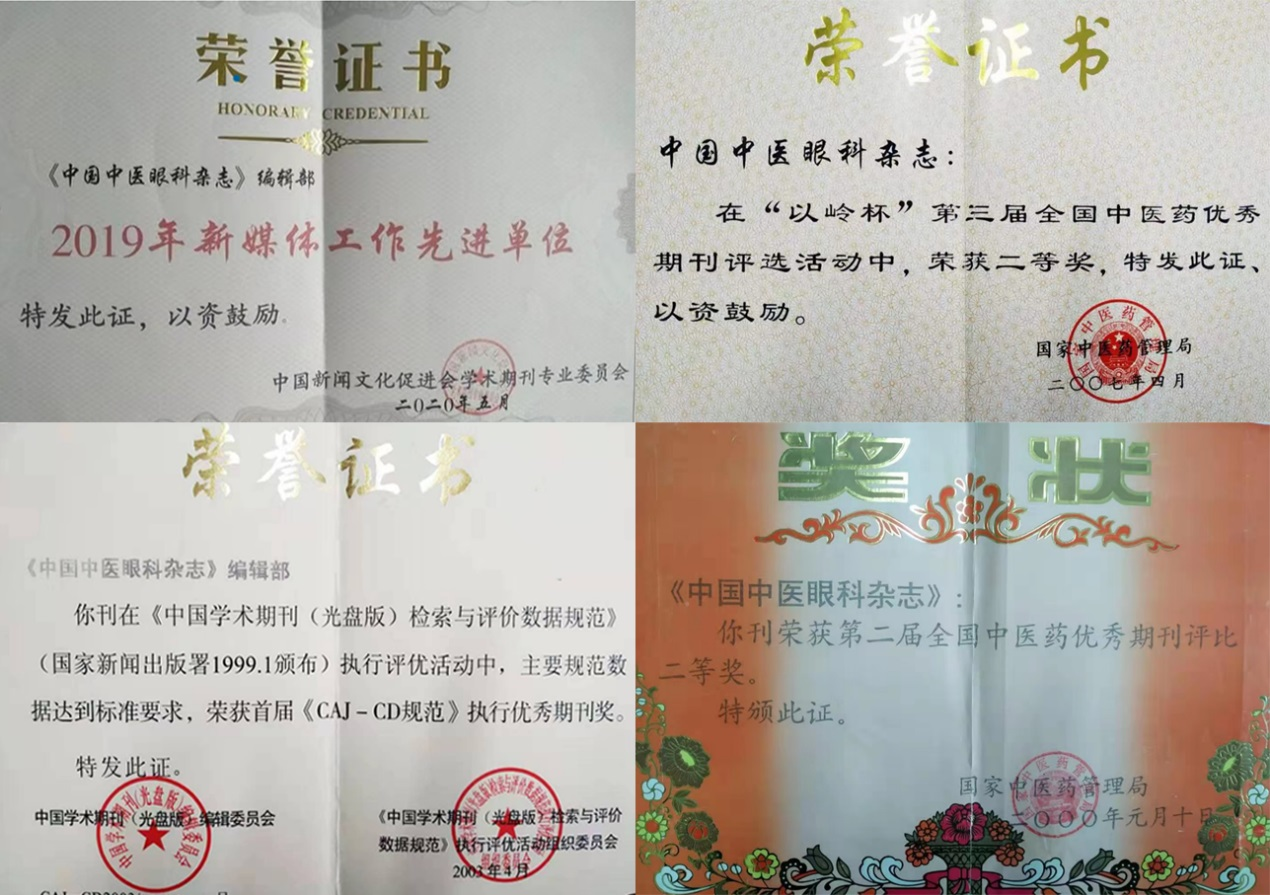 荣誉证书
HONORARY CREDENTIAL
《中国中医眼科杂志》编辑部
2019年新媒体工作先进单位
特发此证，以资鼓励。
中国新闻文化促进会学术期刊专业委员会
二〇二〇年五月
荣誉证书
中国中医眼科杂志：
在“以岭杯”第三届全国中医药优秀
期刊评选活动中，荣获二等奖，特发此证、
以资鼓励。
国家中医药管理局
二〇〇七年四月
荣誉证书
《中国中医眼科杂志》编辑部
你刊在《中国学术期刊（光盘版）检索与评价数据规范》
（国家新闻出版署1999.1颁布）执行评优活动中，主要规范数
据达到标准要求，荣获首届《CAJ－CD规范》执行优秀期刊奖。
特发此证。
中国学术期刊（光盘版）编辑委员会
《中国学术期刊（光盘版）检索与评价
数据规范》执行评优活动组织委员会
2003年4月
奖状
《中国中医眼科杂志》：
你刊荣获第二届全国中医药优秀期刊评比
二等奖。
特颁此证。
国家中医药管理局
二〇〇〇年元月十日